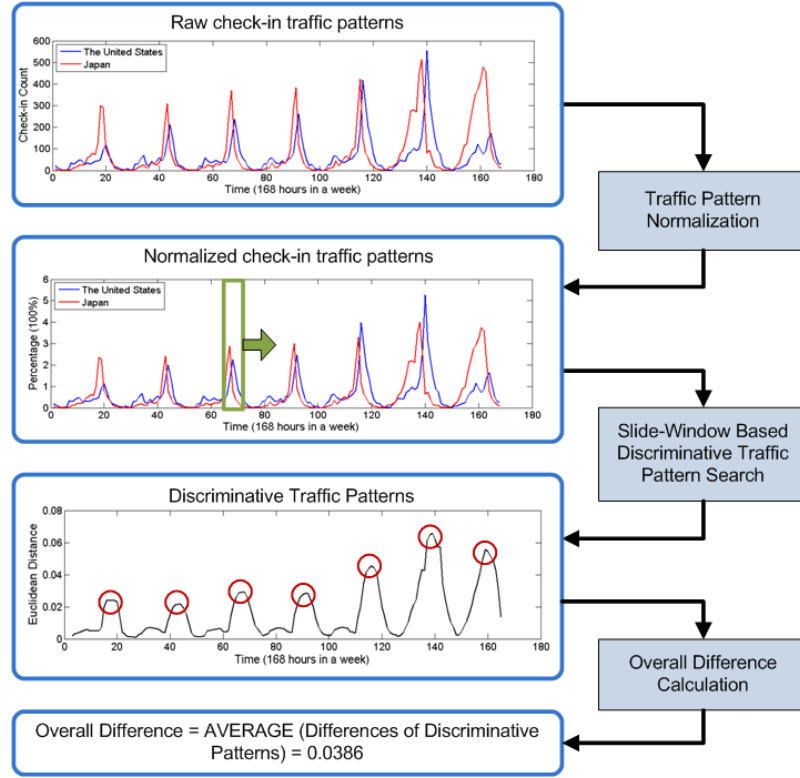 Raw check-in traffic patterns
600
500
400
300
200
100
0
Check-in Count
The United States
Japan
0 20 40 60 80 100 120 140 160 180
Time (168 hours in a week)
Traffic Pattern
Normalization
Normalized check-in traffic patterns
6
5
4
3
2
1
0
Percentage (100%)
The United States
Japan
0 20 40 60 80 100 120 140 160 180
Time (168 hours in a week)
Slide-Window Based
Discriminative Traffic
Pattern Search
Discriminative Traffic Patterns
0.08
0.06
0.04
0.02
0
Euclidean Distance
0 20 40 60 80 100 120 140 160 180
Time (168 hours in a week)
Overall Difference
Calculation
Overall Difference = AVERAGE (Differences of Discriminative
Patterns) = 0.0386